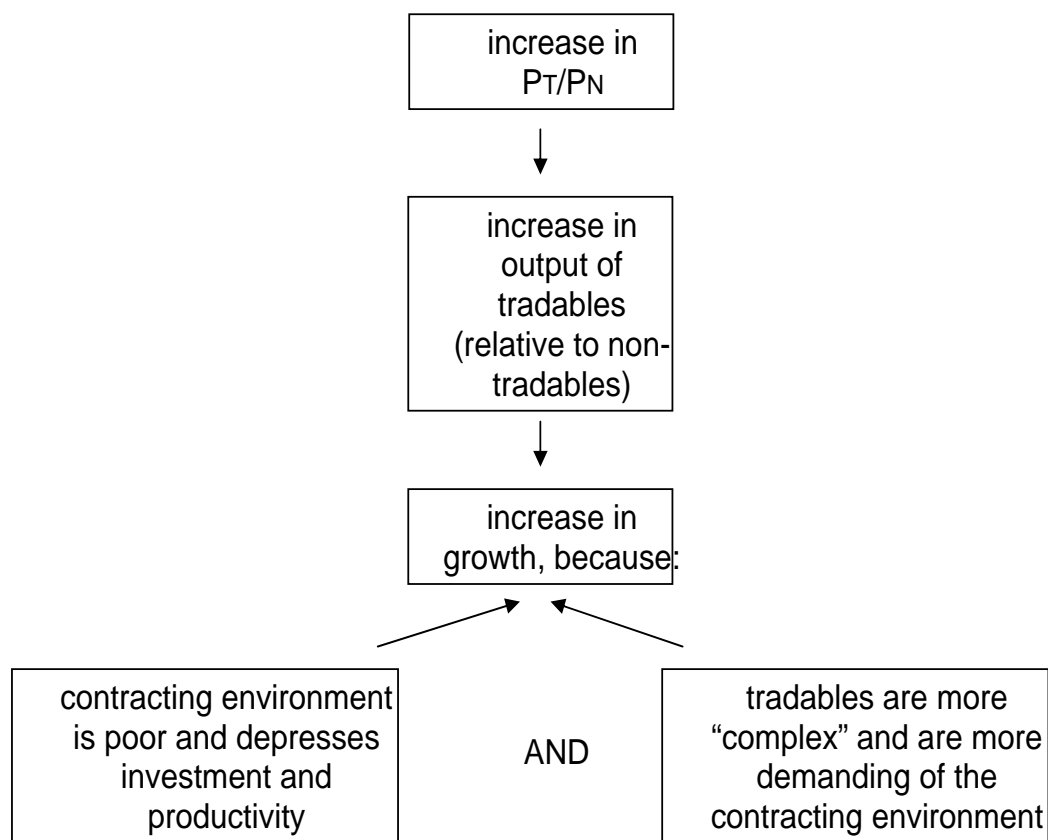 increase in
PT/PN
increase in
output of
tradables
(relative to non-
tradables)
increase in
growth, because:
contracting environment
is poor and depresses
investment and
productivity
AND
tradables are more
“complex” and are more
demanding of the
contracting environment